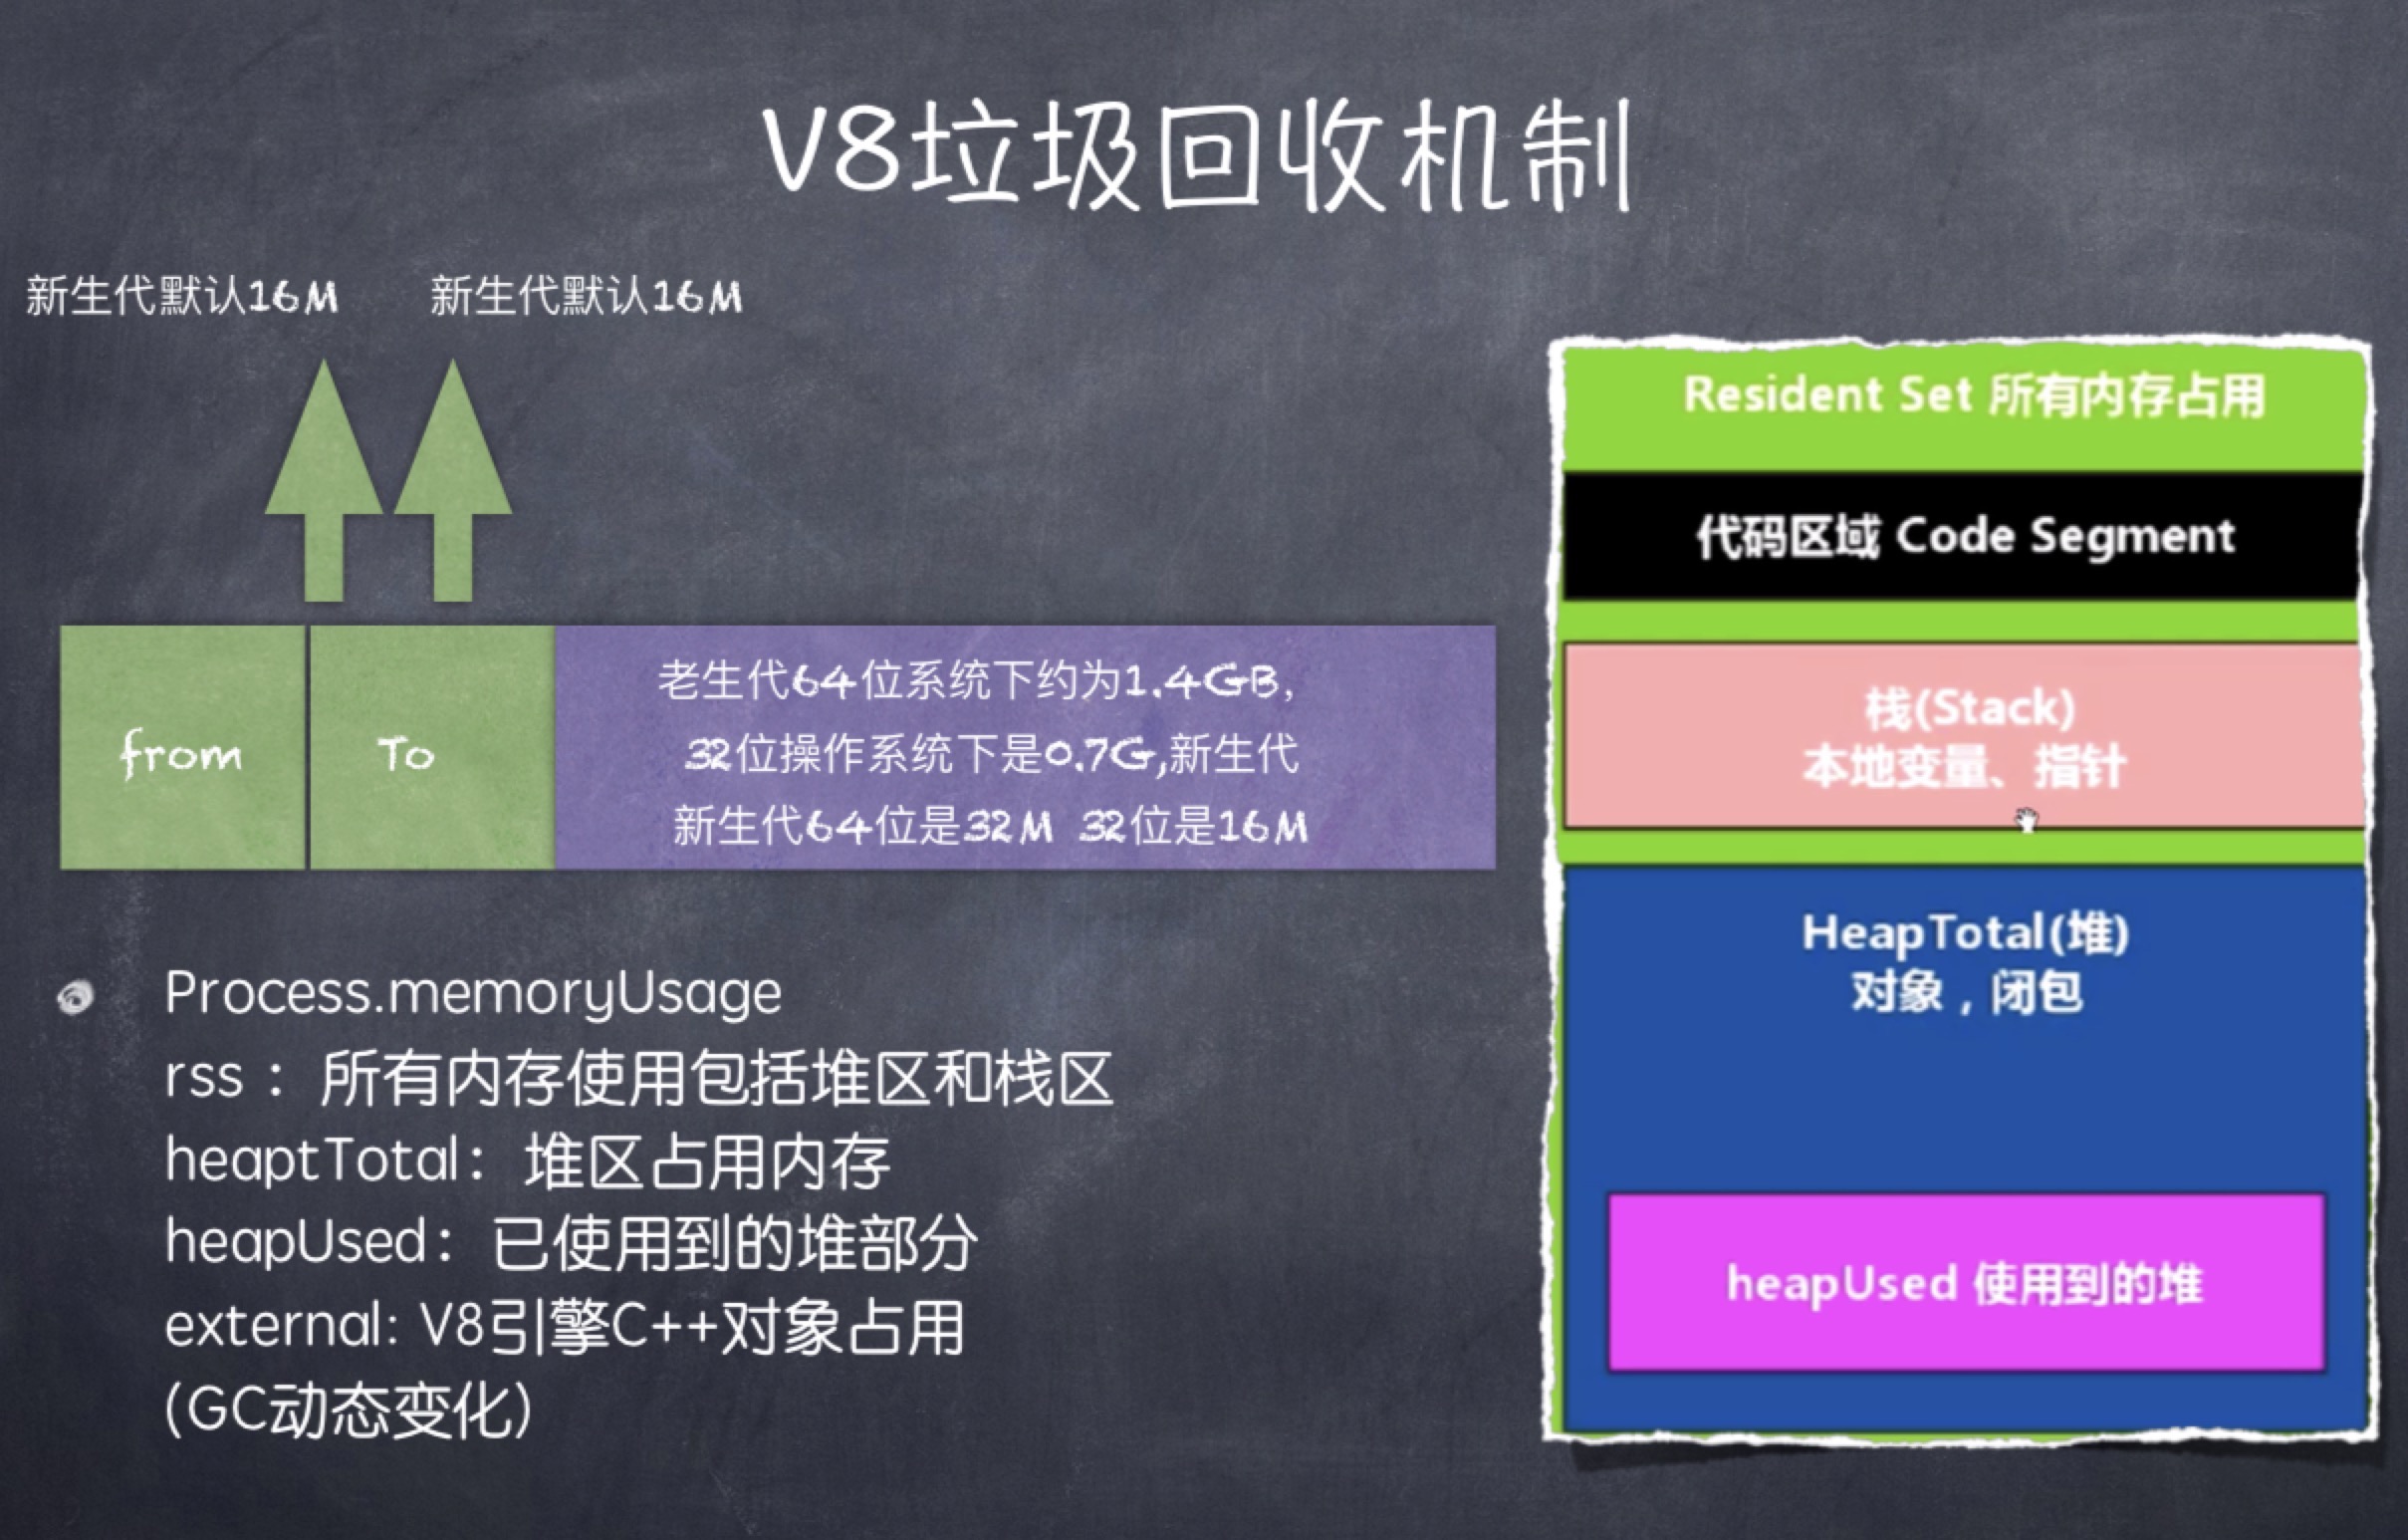 V8垃圾回收机制
新生代默认16M
新生代默认16M
from
To
老生代64位系统下约为1.4GB,
32位操作系统下是0.7G,新生代
新生代64位是32M 32位是16M
Process.memoryUsage
rss： 所有内存使用包括堆区和栈区
heaptTotal： 堆区占用内存
heapUsed： 已使用到的堆部分
external: V8引擎C++对象占用
(GC动态变化)
Resident Set 所有内存占用
代码区域 Code Segment
栈(Stack)
本地变量、指针
HeapTotal(堆)
对象，闭包
heapUsed 使用到的堆